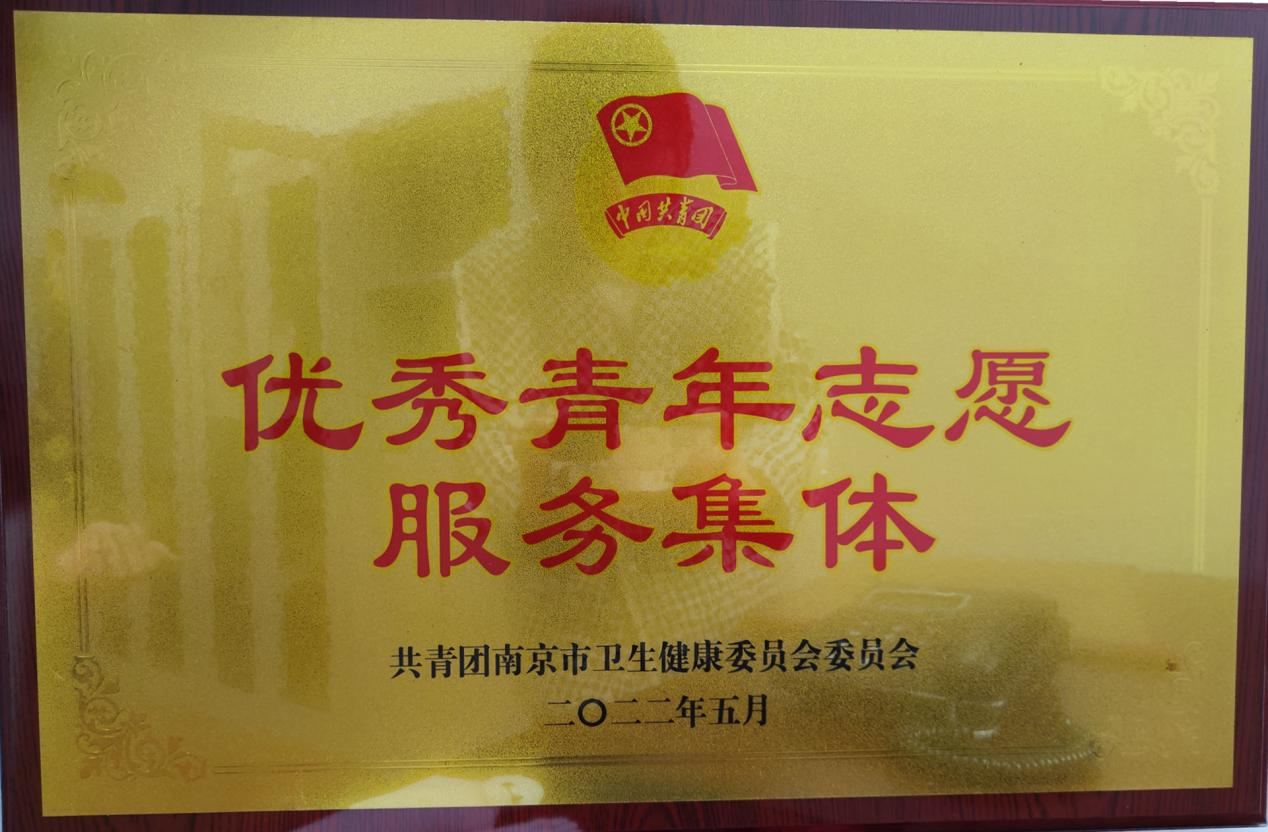 中国共青团
优秀青年志愿
服务集体
共青团南京市卫生健康委员会委员会
二〇二二年五月